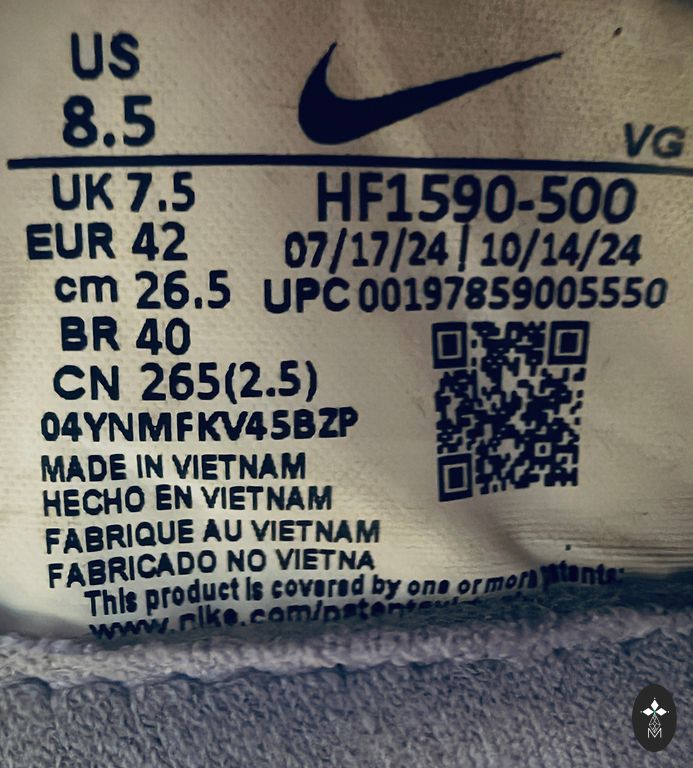 US
8.5
VG
UK 7.5
HF1590-500
EUR 42
07/17/24 | 10/14/24
cm 26.5
UPC 00197859005550
BR 40
CN 265(2.5)
04YNMFKV45BZP
MADE IN VIETNAM
HECHO EN VIETNAM
FABRIQUE AU VIETNAM
FABRICADO NO VIETNA
This product is covered by one or more patents:
M